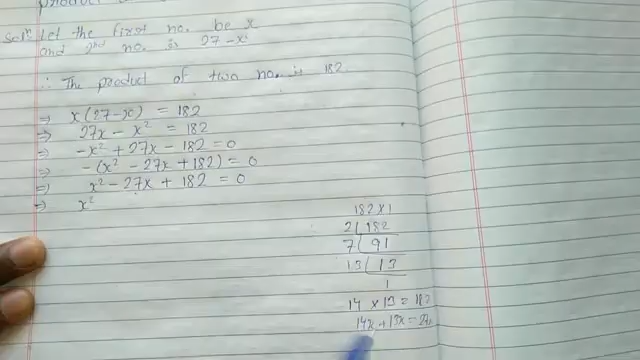 product
Solⁿ: Let the first no. be x
and 2nd no. is 27-x
∴ The product of two no. is 182.
⇒ x(27-x) = 182
⇒ 27x - x² = 182
⇒ -x² + 27x - 182 = 0
⇒ -(x² - 27x + 182) = 0
⇒ x² - 27x + 182 = 0
⇒ x²
182 x 1
2 | 182
7 | 91
13 | 13
1
14 x 13 = 182
14x + 13x = 27x